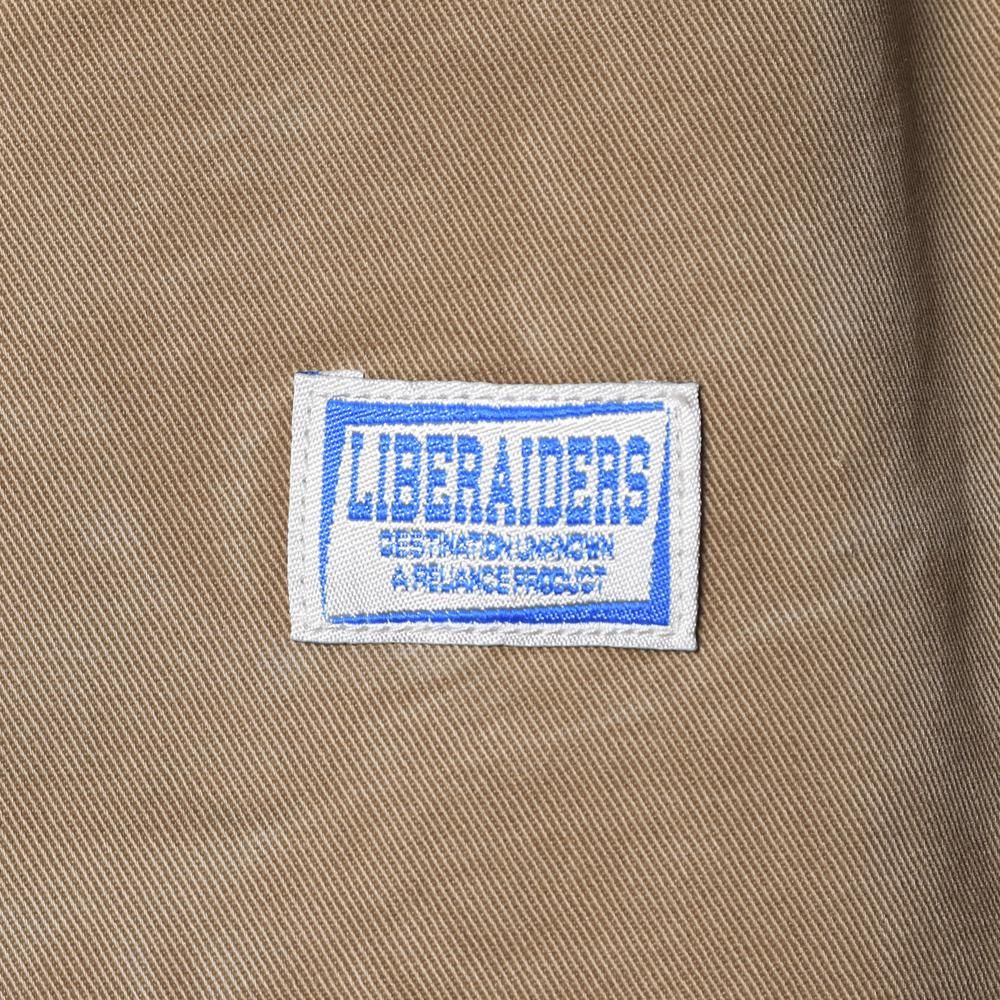 LIBERAIDERS
DESTINATION UNKNOWN
A RELIANCE PRODUCT